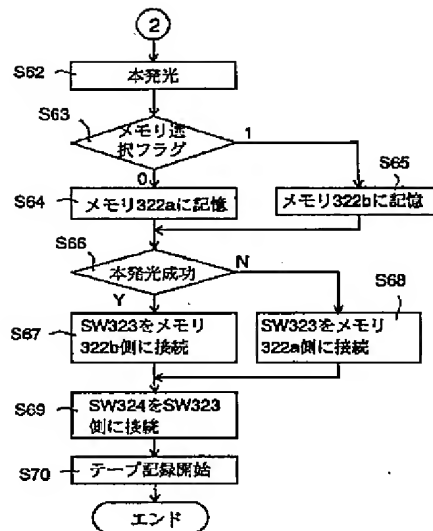 2
S62
本発光
S63
メモリ選
択フラグ
1
0
S65
S64
メモリ322aに記憶
メモリ322bに記憶
S66
本発光成功
N
Y
S68
S67
SW323をメモリ
322b側に接続
SW323をメモリ
322a側に接続
S69
SW324をSW323
側に接続
S70
テープ記録開始
エンド